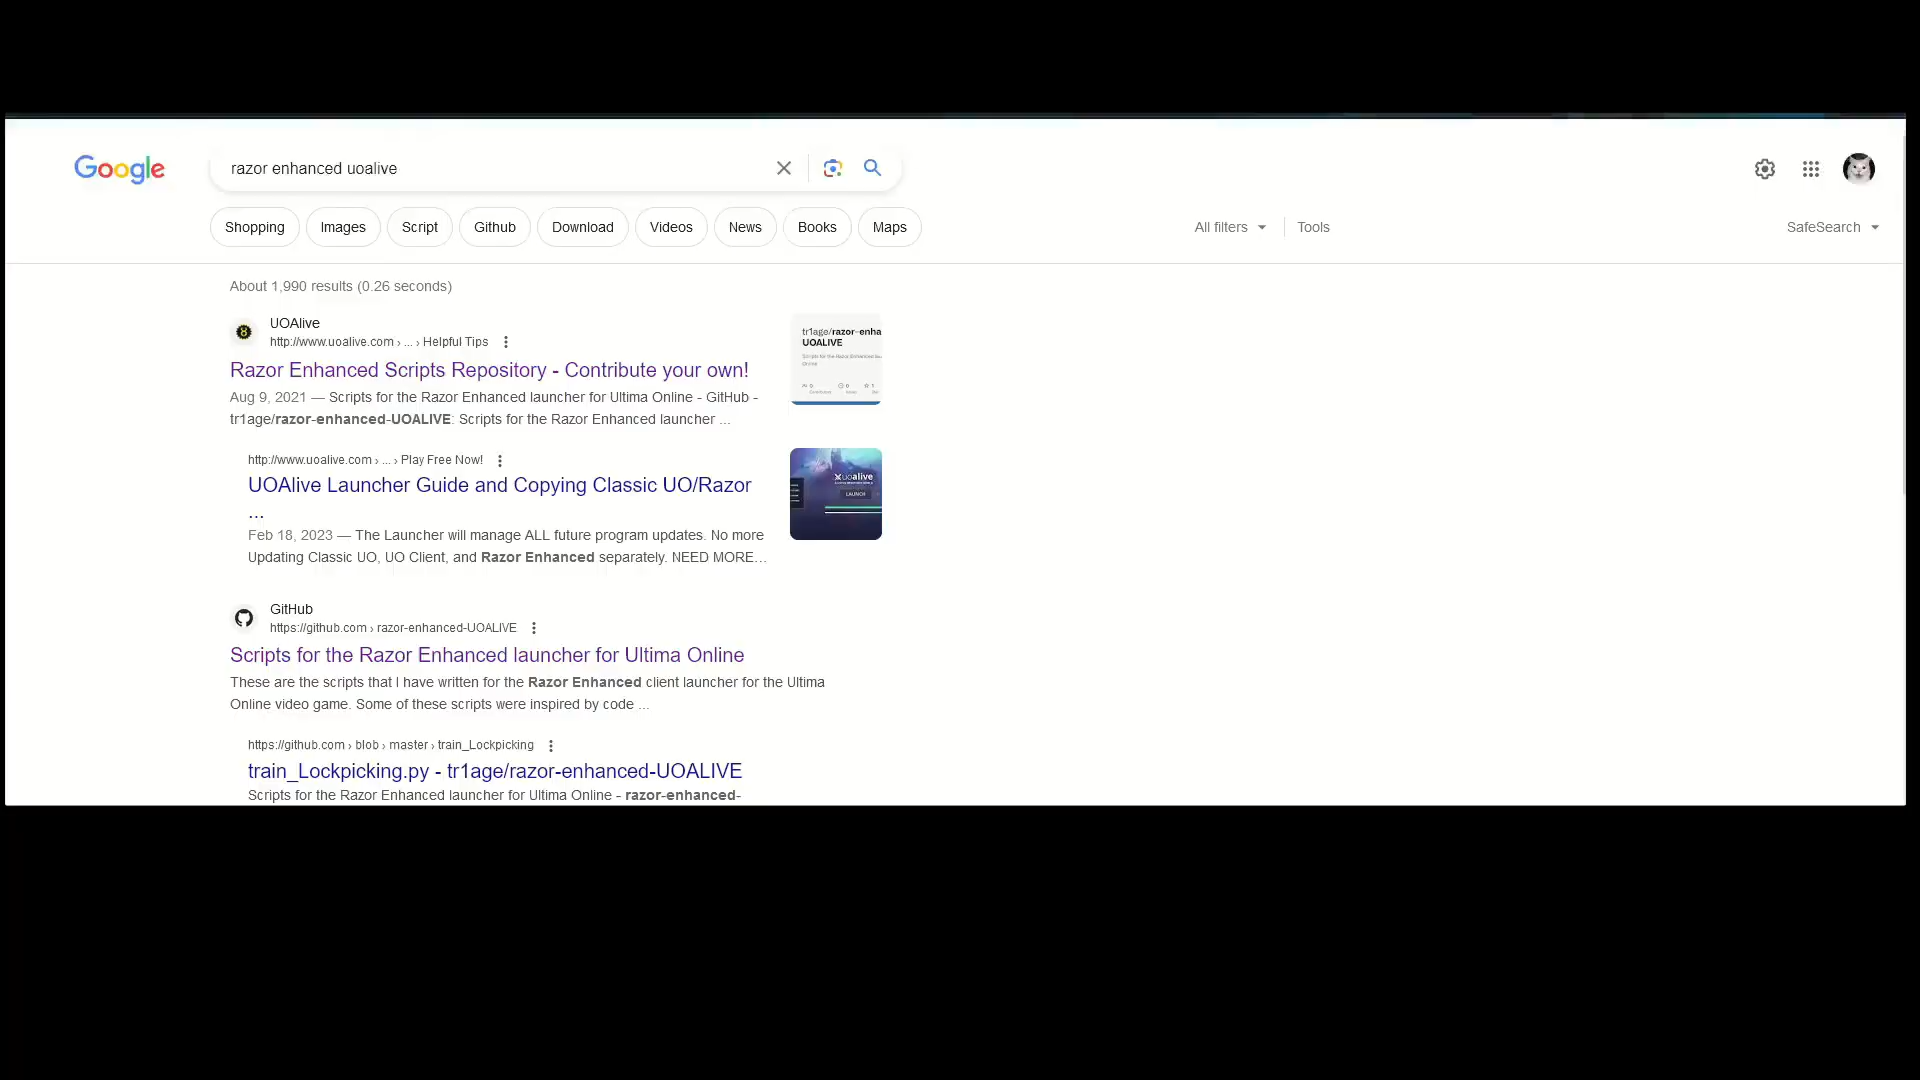 Google
razor enhanced uoalive
Shopping Images Script Github Download Videos News Books Maps All filters Tools SafeSearch
About 1,990 results (0.26 seconds)
UOAlive
http://www.uoalive.com › ... › Helpful Tips
Razor Enhanced Scripts Repository - Contribute your own!
Aug 9, 2021 — Scripts for the Razor Enhanced launcher for Ultima Online - GitHub -
tr1age/razor-enhanced-UOALIVE: Scripts for the Razor Enhanced launcher ...
tr1age/razor-enha
UOALIVE
http://www.uoalive.com › ... › Play Free Now!
UOAlive Launcher Guide and Copying Classic UO/Razor
...
Feb 18, 2023 — The Launcher will manage ALL future program updates. No more
Updating Classic UO, UO Client, and Razor Enhanced separately. NEED MORE...
uoalive
LAUNCH
GitHub
https://github.com › razor-enhanced-UOALIVE
Scripts for the Razor Enhanced launcher for Ultima Online
These are the scripts that I have written for the Razor Enhanced client launcher for the Ultima
Online video game. Some of these scripts were inspired by code ...
https://github.com › blob › master › train_Lockpicking
train_Lockpicking.py - tr1age/razor-enhanced-UOALIVE
Scripts for the Razor Enhanced launcher for Ultima Online - razor-enhanced-